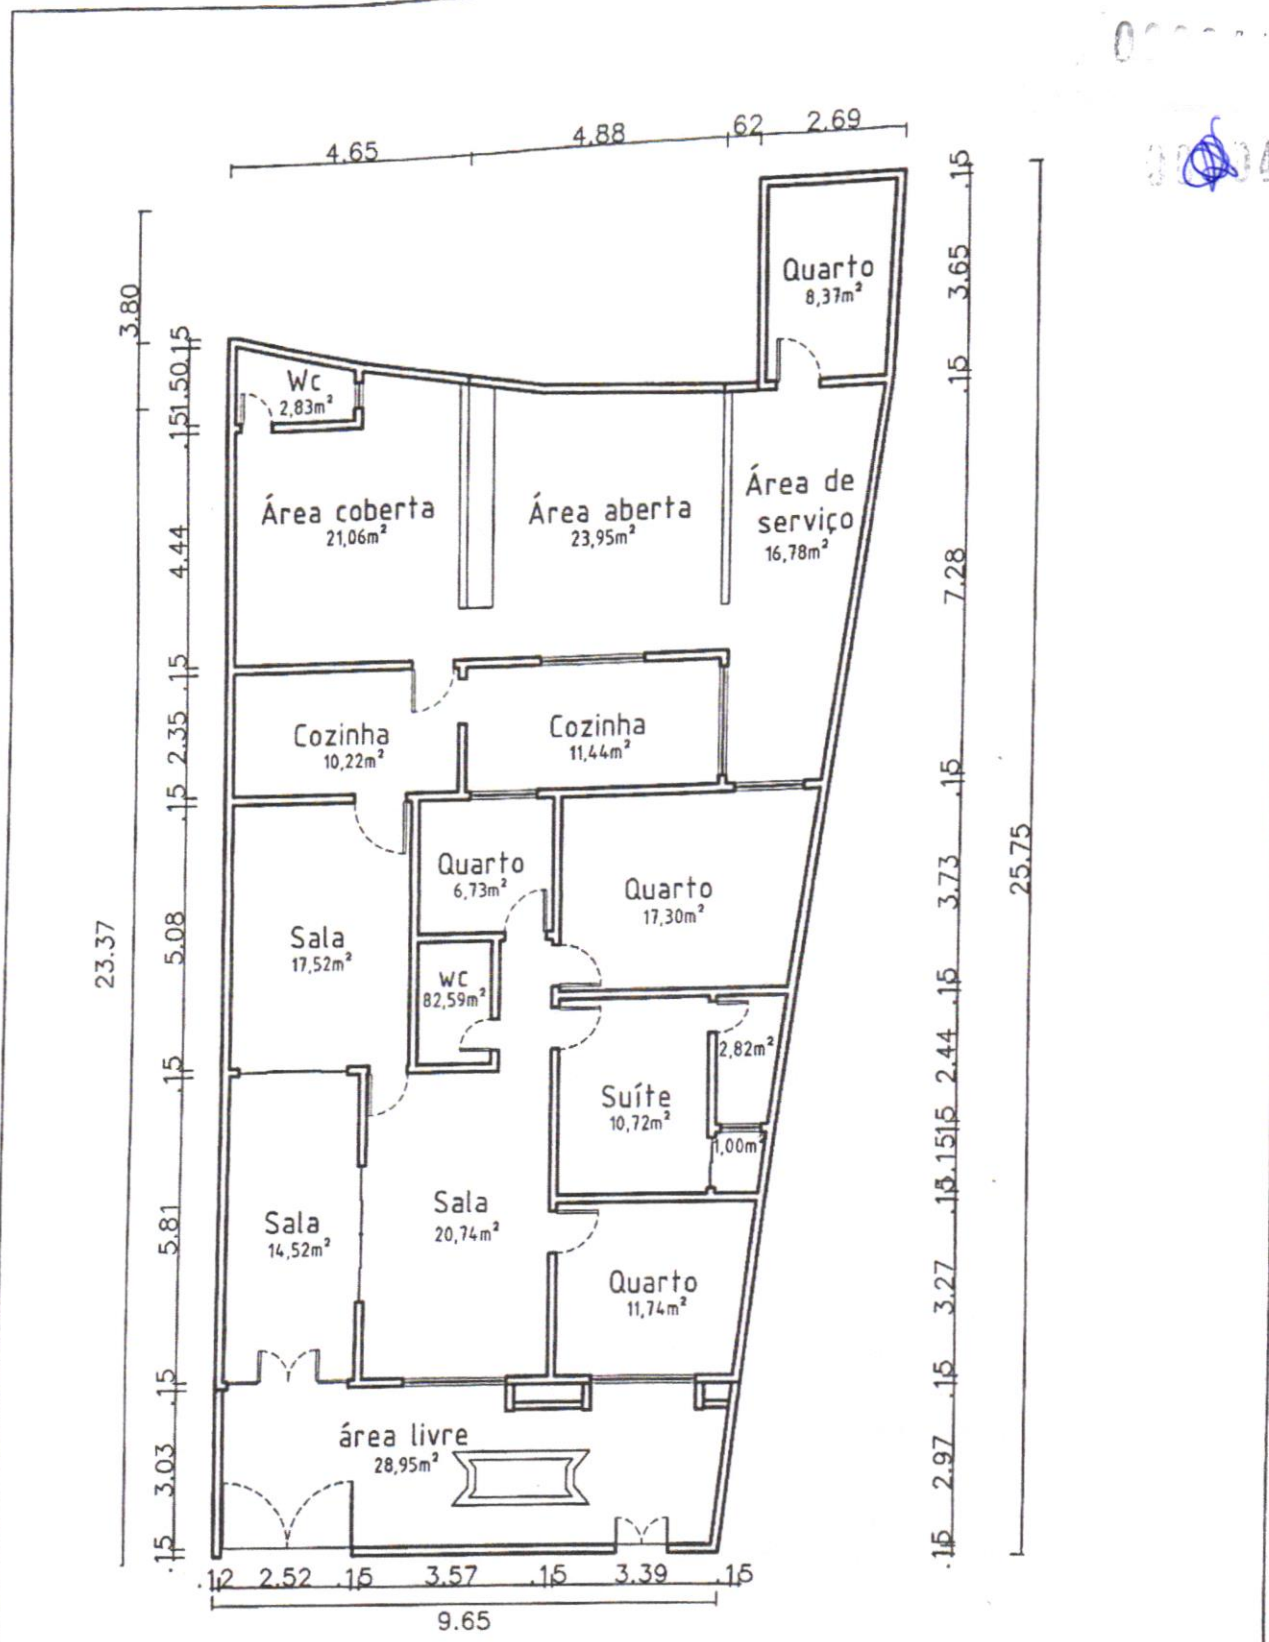 4.65
4.88
.62
2.69
.15
3.80
Quarto
8,37m²
3.65
.15
1.50
.15
Wc
2,83m²
.15
Área coberta
21,06m²
Área aberta
23,95m²
Área de
serviço
16,78m²
4.44
7.28
.15
Cozinha
10,22m²
Cozinha
11,44m²
2.35
.15
.15
Quarto
6,73m²
Quarto
17,30m²
3.73
25.75
23.37
5.08
Sala
17,52m²
WC
82,59m²
.15
2,82m²
2.44
.15
Suíte
10,72m²
1,00m²
.15
.15
Sala
14,52m²
Sala
20,74m²
5.81
Quarto
11,74m²
3.27
.15
.15
área livre
28,95m²
3.03
2.97
.15
.15
.12
2.52
.15
3.57
.15
3.39
.15
9.65